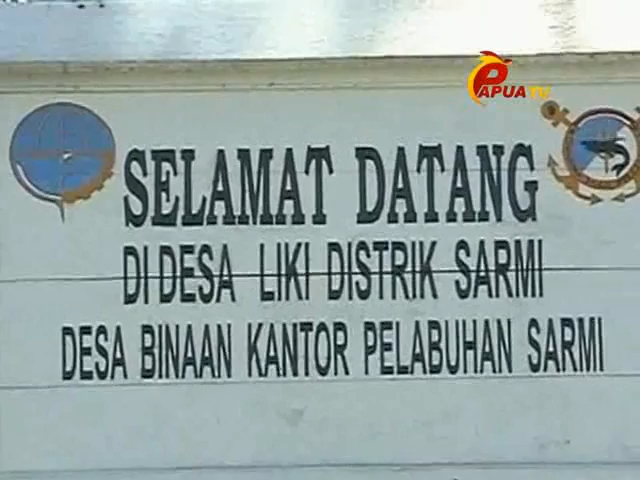 PAPUA TV
SELAMAT DATANG
DI DESA LIKI DISTRIK SARMI
DESA BINAAN KANTOR PELABUHAN SARMI